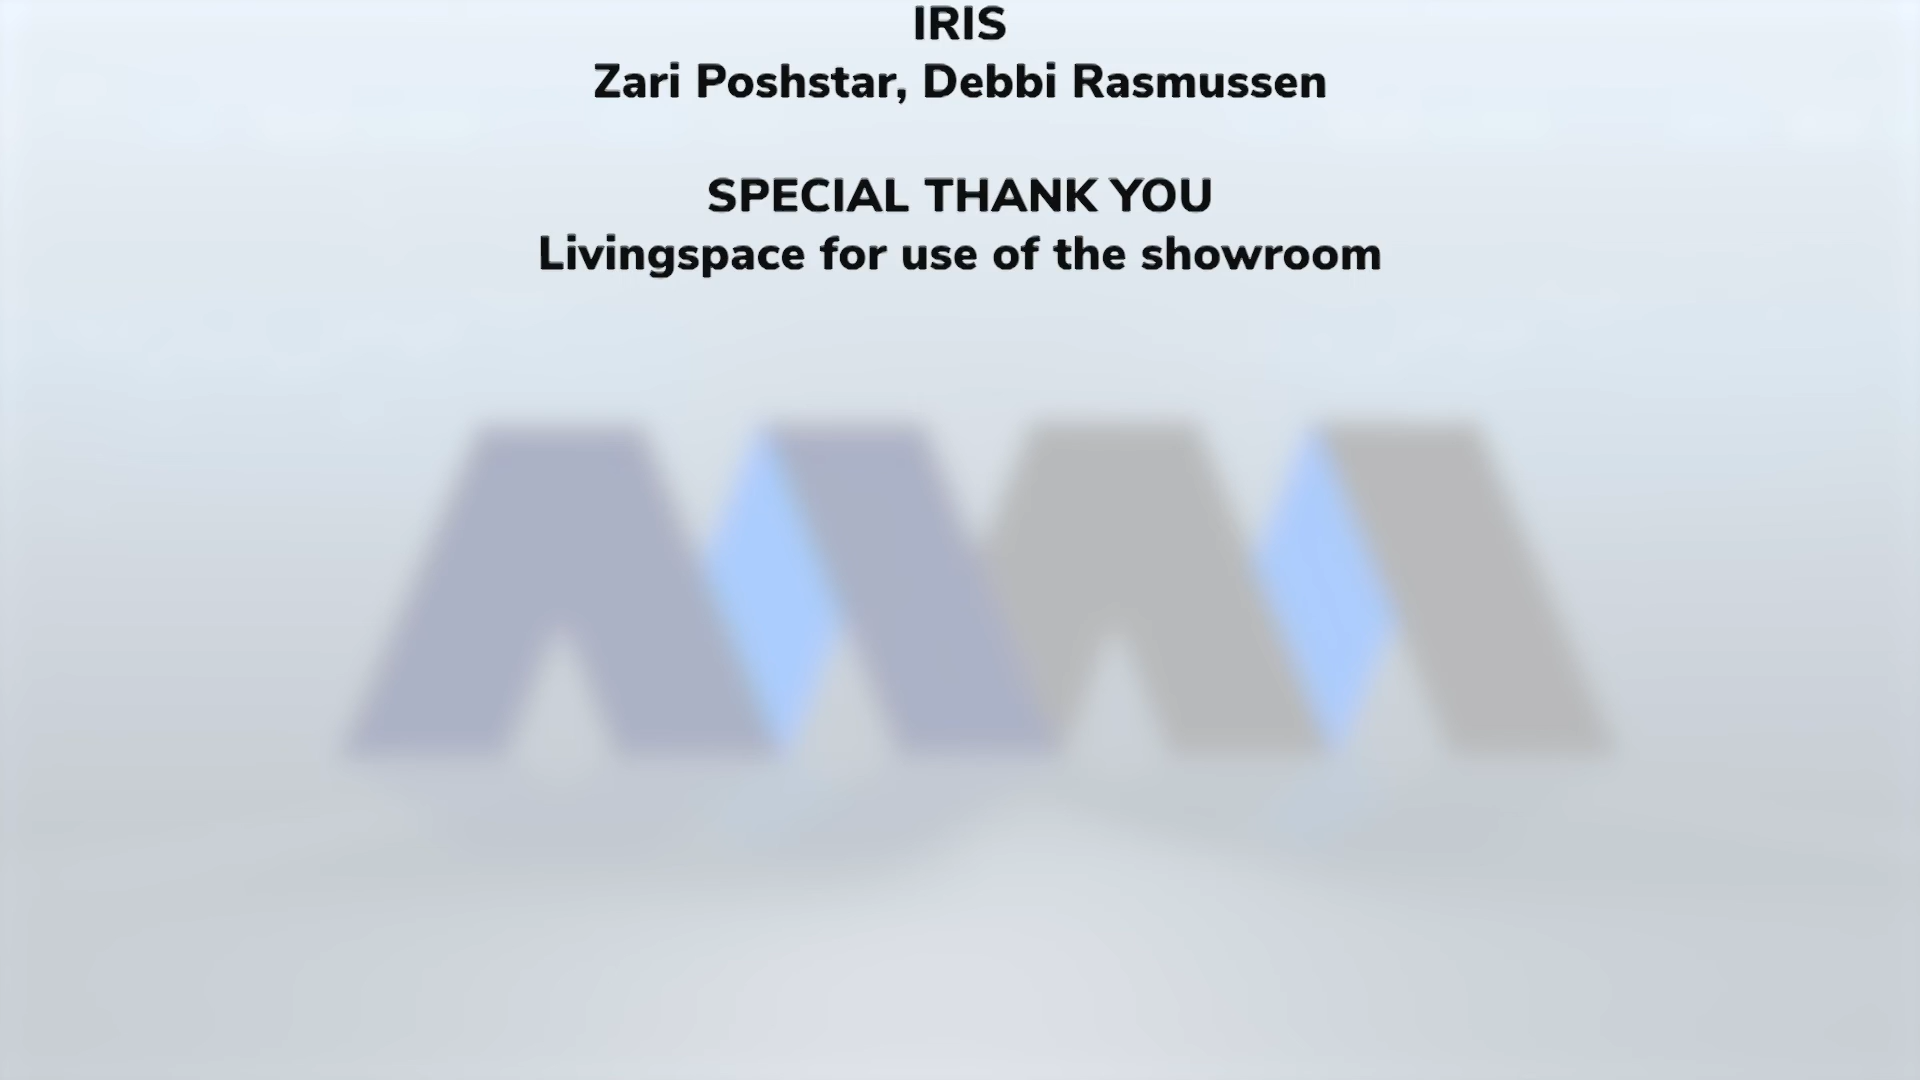 IRIS
Zari Poshstar, Debbi Rasmussen
SPECIAL THANK YOU
Livingspace for use of the showroom